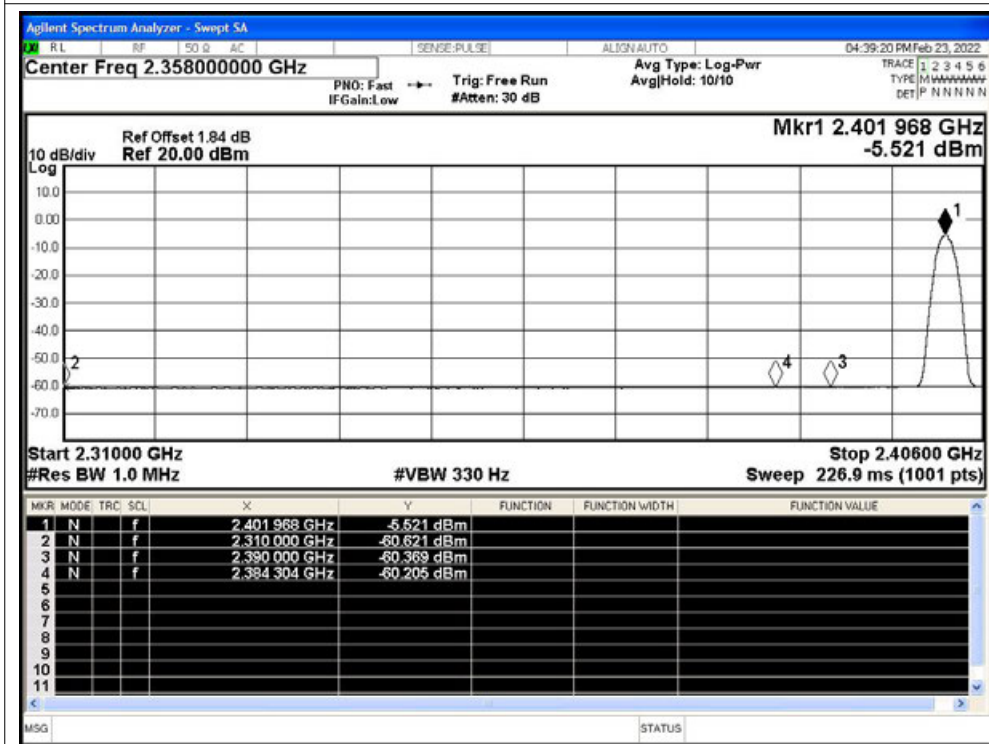 Agilent Spectrum Analyzer - Swept SA
RL RF 50 Ω AC SENSE:PULSE ALIGN AUTO 04:39:20 PM Feb 23, 2022
Center Freq 2.358000000 GHz
PNO: Fast
IFGain:Low
Trig: Free Run
#Atten: 30 dB
Avg Type: Log-Pwr
Avg|Hold: 10/10
TRACE 1 2 3 4 5 6
TYPE M
DET P N N N N N
Ref Offset 1.84 dB
10 dB/div Ref 20.00 dBm
Log
Mkr1 2.401 968 GHz
-5.521 dBm
10.0
0.00
-10.0
-20.0
-30.0
-40.0
-50.0
-60.0
-70.0
1
2
4
3
Start 2.31000 GHz Stop 2.40600 GHz
#Res BW 1.0 MHz #VBW 330 Hz Sweep 226.9 ms (1001 pts)
MKR MODE TRC SCL X Y FUNCTION FUNCTION WIDTH FUNCTION VALUE
1 N f 2.401 968 GHz -5.521 dBm
2 N f 2.310 000 GHz -60.621 dBm
3 N f 2.390 000 GHz -60.369 dBm
4 N f 2.384 304 GHz -60.205 dBm
5
6
7
8
9
10
11
MSG STATUS